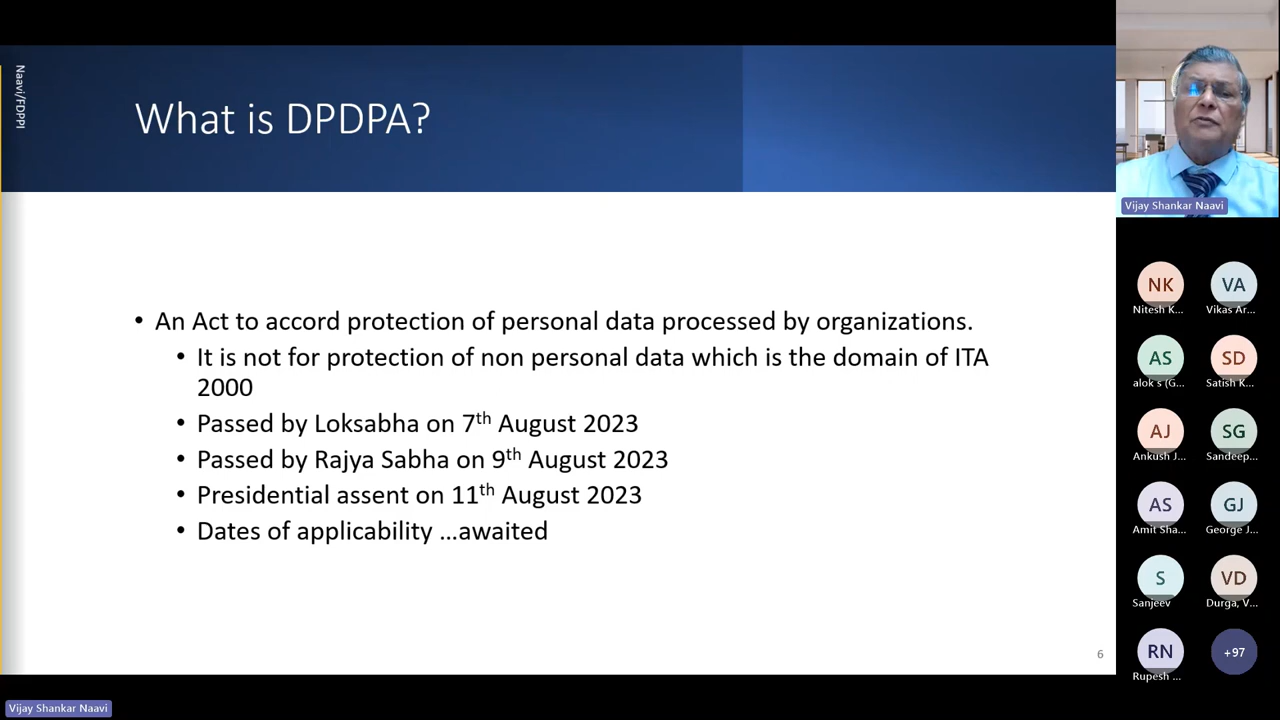 Naavi/FDPPI
What is DPDPA?
• An Act to accord protection of personal data processed by organizations.
• It is not for protection of non personal data which is the domain of ITA
2000
• Passed by Loksabha on 7th August 2023
• Passed by Rajya Sabha on 9th August 2023
• Presidential assent on 11th August 2023
• Dates of applicability ...awaited
6
Vijay Shankar Naavi
Vijay Shankar Naavi
NK
Nitesh K...
VA
Vikas Ar...
AS
alok s (G...
SD
Satish K...
AJ
Ankush J...
SG
Sandeep...
AS
Amit Sha...
GJ
George J...
S
Sanjeev
VD
Durga, V...
RN
Rupesh ...
+97